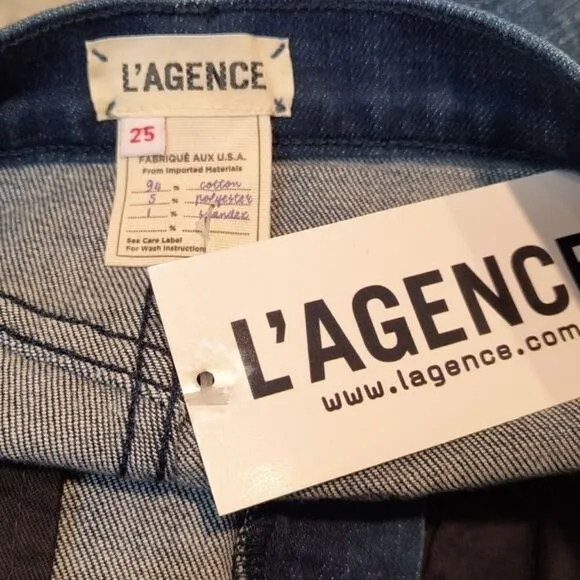 L'AGENCE
25
FABRIQUÉ AUX U.S.A.
From Imported Materials
94 % cotton
5 % polyester
1 % spandex
%
See Care Label
For Wash Instruction
L'AGENCE
www.lagence.com